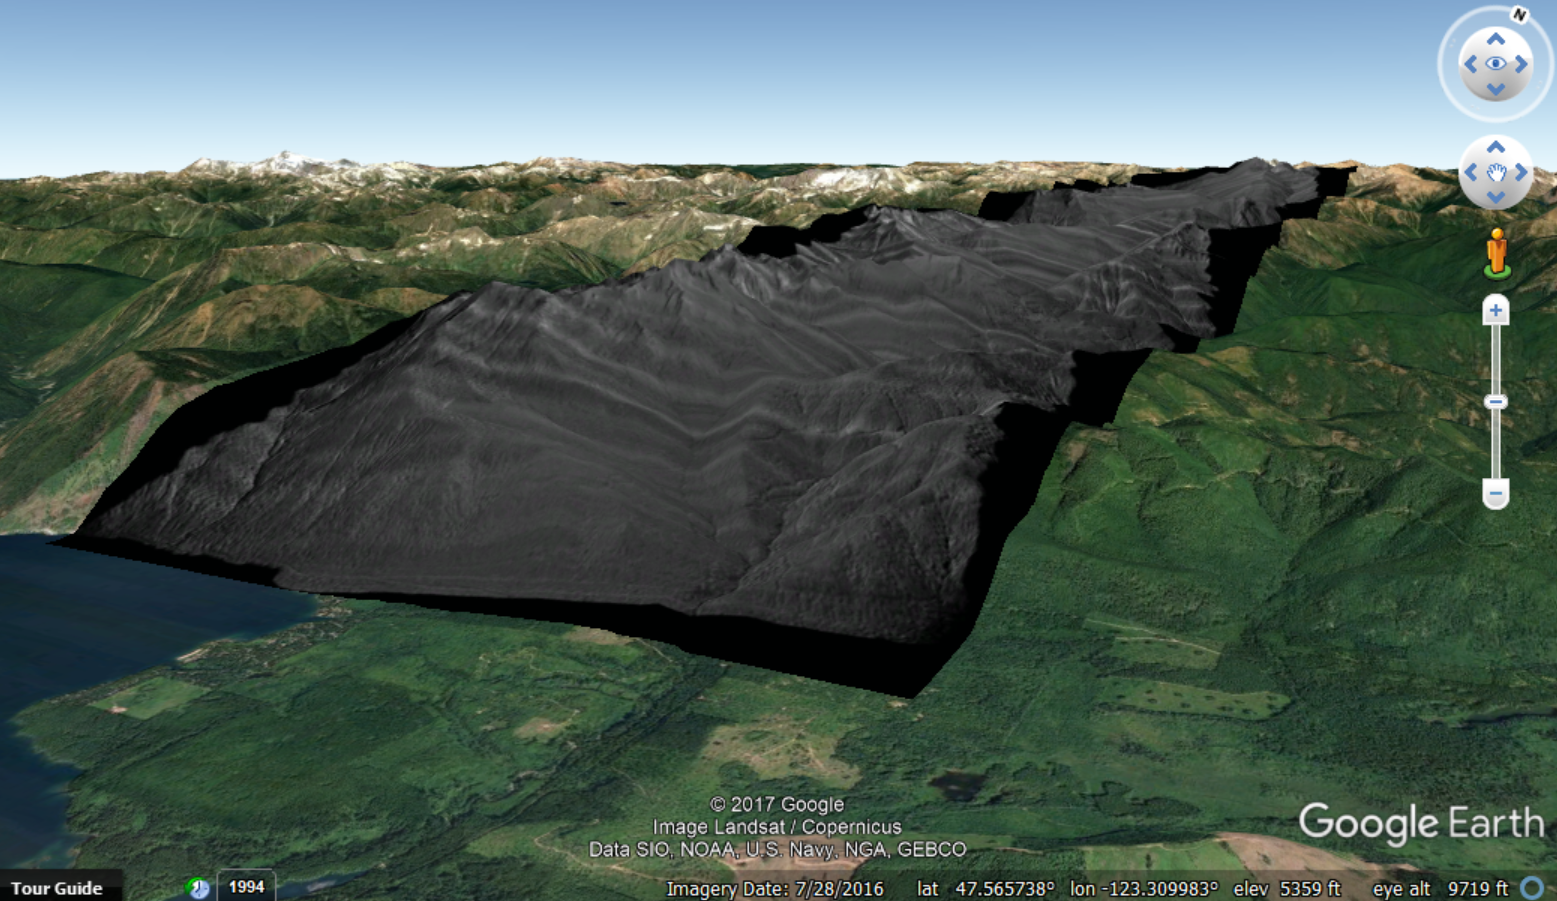 N
© 2017 Google
Image Landsat / Copernicus
Data SIO, NOAA, U.S. Navy, NGA, GEBCO
Google Earth
Tour Guide
1994
Imagery Date: 7/28/2016 lat 47.565738° lon -123.309983° elev 5359 ft eye alt 9719 ft